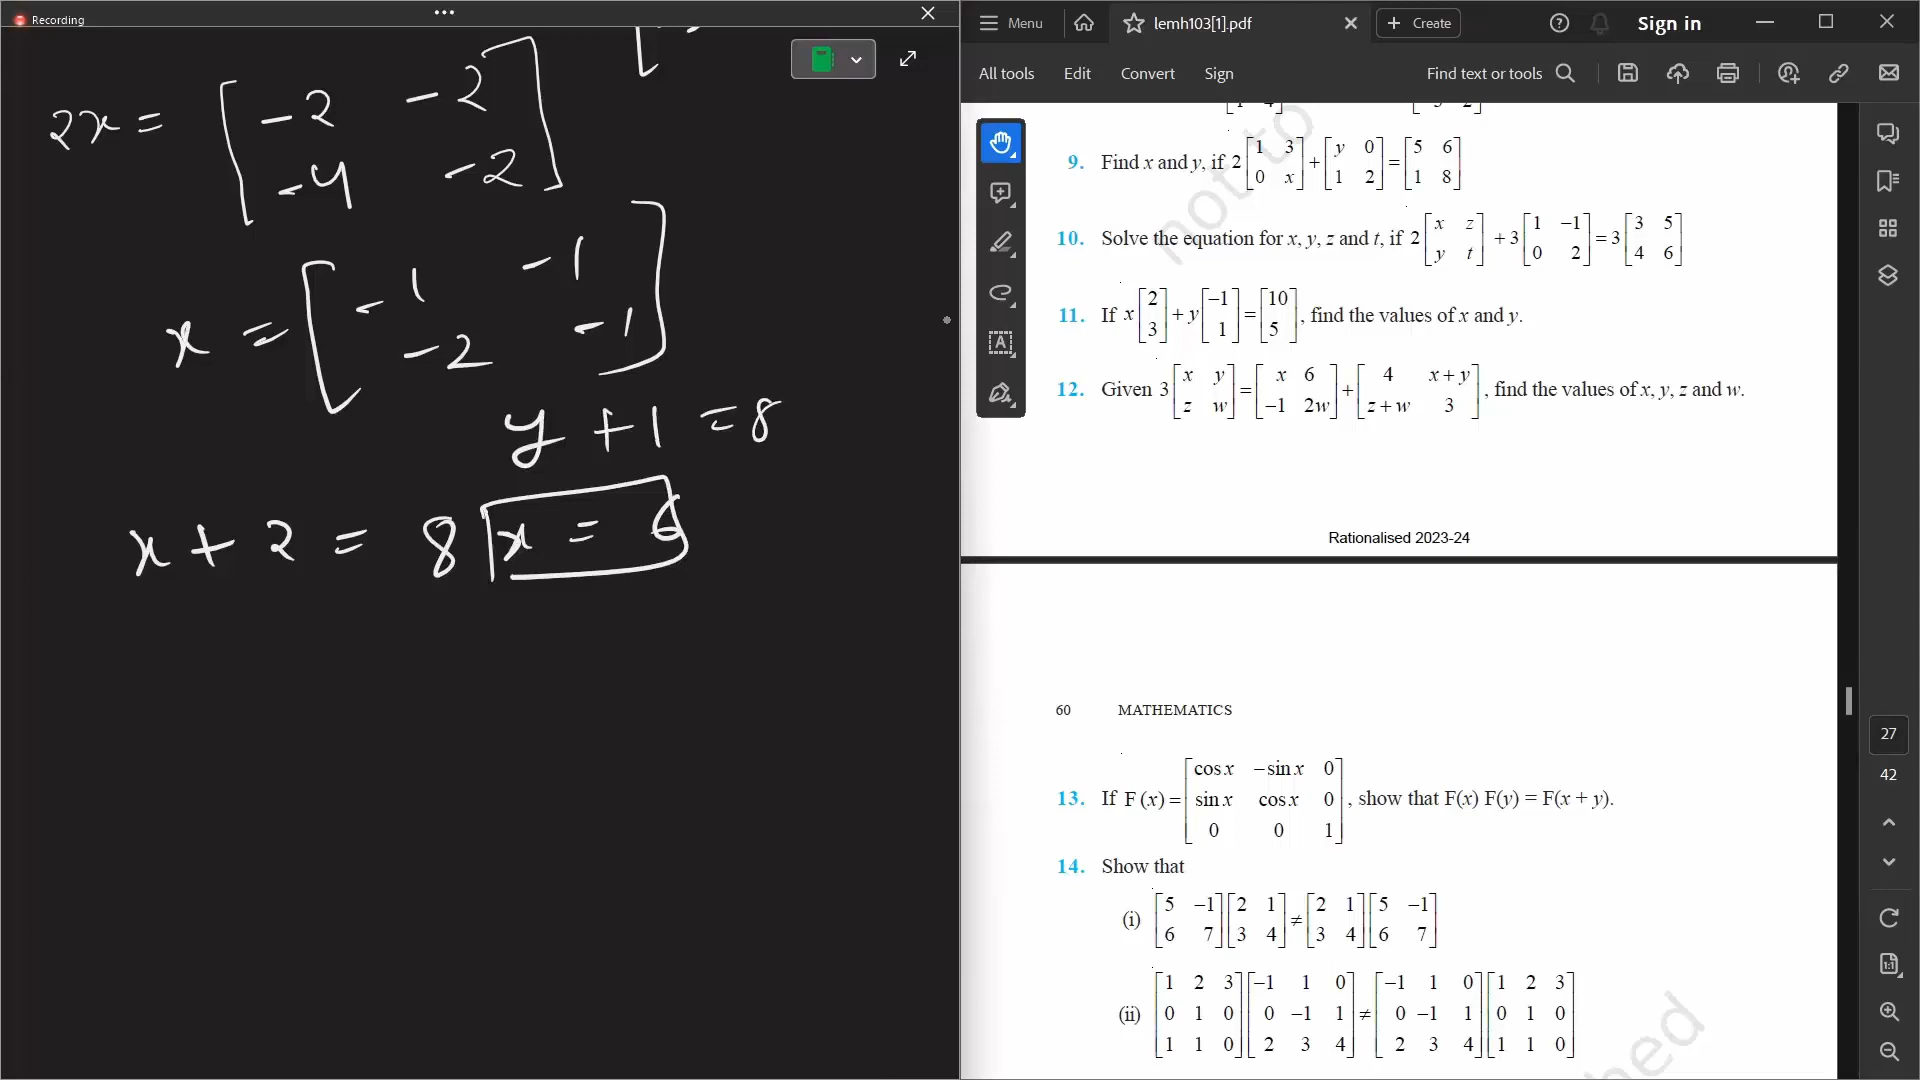 Recording
2x = [ -2 -2
-4 -2 ]
x = [ -1 -1
-2 -1 ]
y + 1 = 8
x + 2 = 8 x = 6
Menu lemh103[1].pdf + Create Sign in
All tools Edit Convert Sign Find text or tools
9. Find x and y, if 2 [1 3; 0 x] + [y 0; 1 2] = [5 6; 1 8]
10. Solve the equation for x, y, z and t, if 2 [x z; y t] + 3 [1 −1; 0 2] = 3 [3 5; 4 6]
11. If x [2; 3] + y [−1; 1] = [10; 5], find the values of x and y.
12. Given 3 [x y; z w] = [x 6; −1 2w] + [4 x+y; z+w 3], find the values of x, y, z and w.
not to
Rationalised 2023-24
60 MATHEMATICS
13. If F (x) = [cos x −sin x 0; sin x cos x 0; 0 0 1], show that F(x) F(y) = F(x + y).
14. Show that
(i) [5 −1; 6 7] [2 1; 3 4] ≠ [2 1; 3 4] [5 −1; 6 7]
(ii) [1 2 3; 0 1 0; 1 1 0] [−1 1 0; 0 −1 1; 2 3 4] ≠ [−1 1 0; 0 −1 1; 2 3 4] [1 2 3; 0 1 0; 1 1 0]
27
42